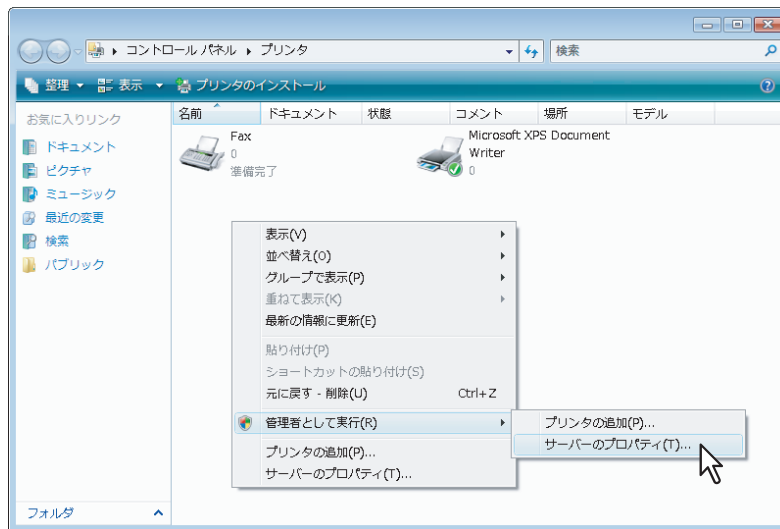 コントロール パネル プリンタ
検索
整理 表示 プリンタのインストール
お気に入りリンク
ドキュメント
ピクチャ
ミュージック
最近の変更
検索
パブリック
フォルダ
名前 ドキュメント 状態 コメント 場所 モデル
Fax
0
準備完了
Microsoft XPS Document
Writer
0
表示(V)
並べ替え(O)
グループで表示(P)
重ねて表示(K)
最新の情報に更新(E)
貼り付け(P)
ショートカットの貼り付け(S)
元に戻す - 削除(U) Ctrl+Z
管理者として実行(R)
プリンタの追加(P)...
サーバーのプロパティ(T)...
プリンタの追加(P)...
サーバーのプロパティ(T)...